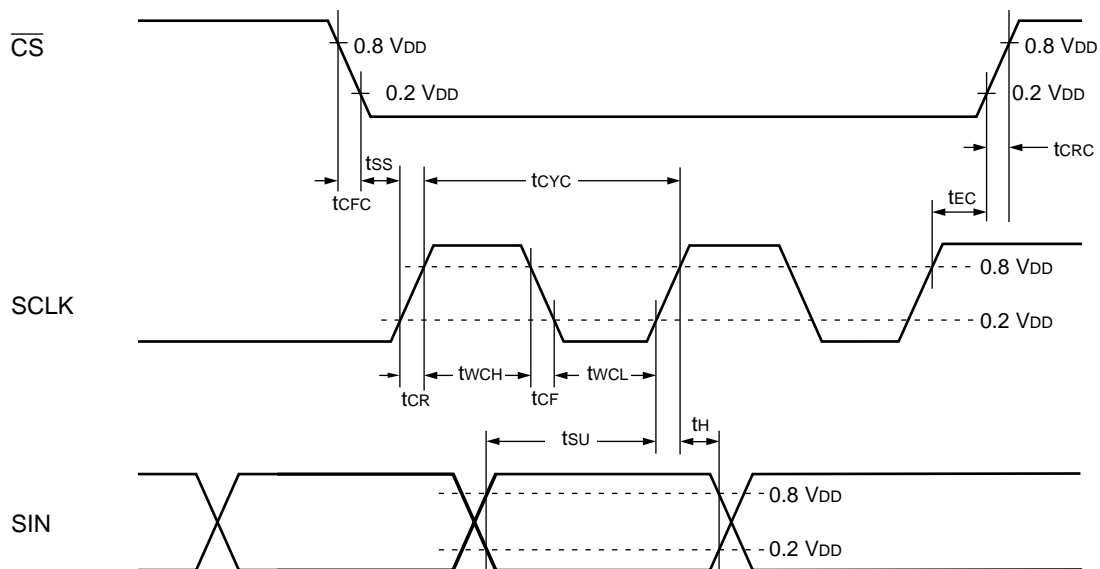 CS
0.8 VDD
0.8 VDD
0.2 VDD
0.2 VDD
tSS
tCYC
tCRC
tCFC
tEC
SCLK
0.8 VDD
0.2 VDD
tCR
tWCH
tCF
tWCL
tSU
tH
SIN
0.8 VDD
0.2 VDD